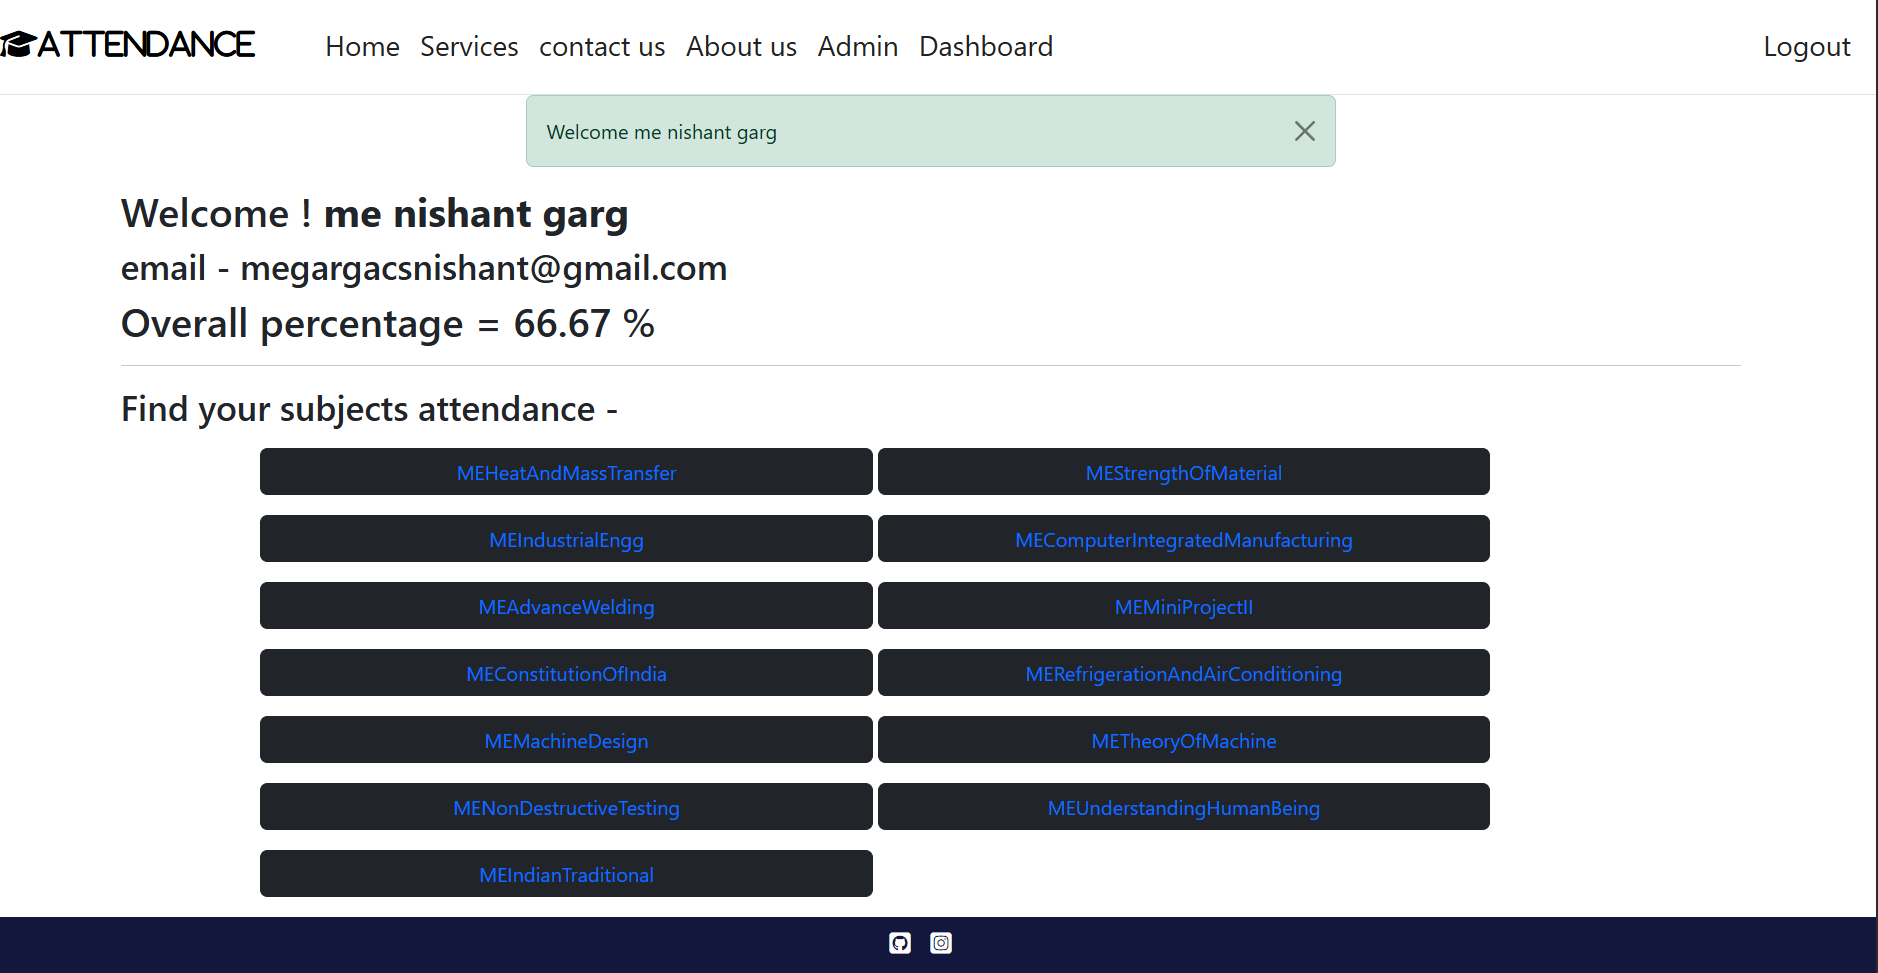 ATTENDANCE Home Services contact us About us Admin Dashboard Logout
Welcome me nishant garg
Welcome ! me nishant garg
email - megargacsnishant@gmail.com
Overall percentage = 66.67 %
Find your subjects attendance -
MEHeatAndMassTransfer MEStrengthOfMaterial
MEIndustrialEngg MEComputerIntegratedManufacturing
MEAdvanceWelding MEMiniProjectII
MEConstitutionOfIndia MERefrigerationAndAirConditioning
MEMachineDesign METheoryOfMachine
MENonDestructiveTesting MEUnderstandingHumanBeing
MEIndianTraditional